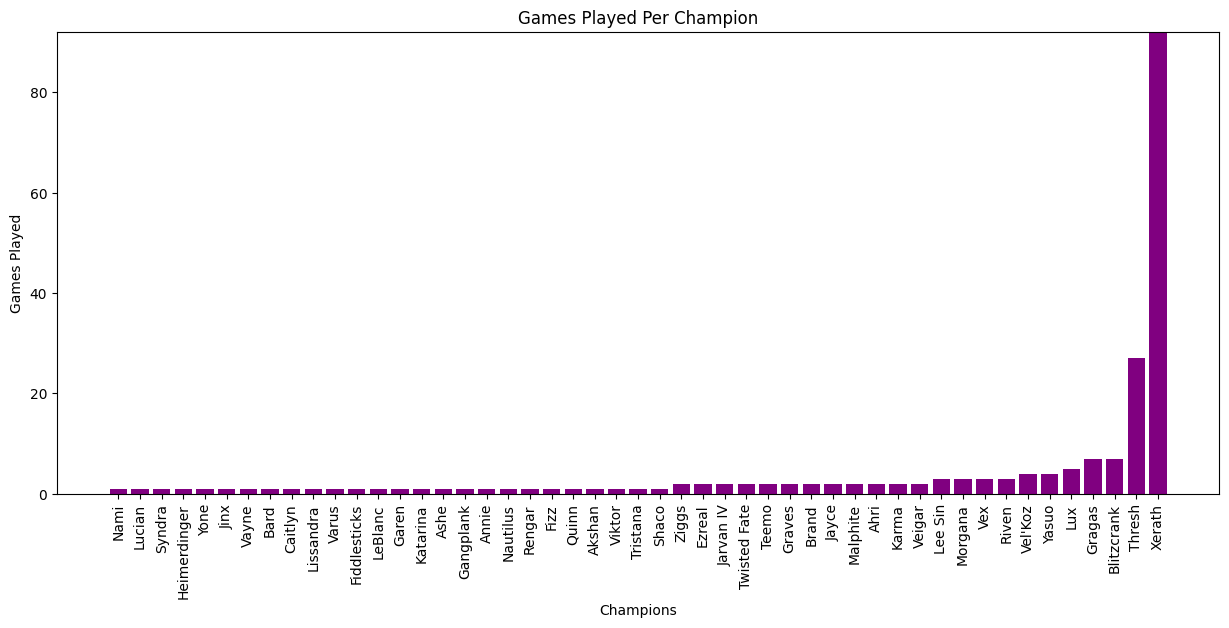 Games Played Per Champion
Games Played
80
60
40
20
0
Nami
Lucian
Syndra
Heimerdinger
Yone
Jinx
Vayne
Bard
Caitlyn
Lissandra
Varus
Fiddlesticks
LeBlanc
Garen
Katarina
Ashe
Gangplank
Annie
Nautilus
Rengar
Fizz
Quinn
Akshan
Viktor
Tristana
Shaco
Ziggs
Ezreal
Jarvan IV
Twisted Fate
Teemo
Graves
Brand
Jayce
Malphite
Ahri
Karma
Veigar
Lee Sin
Morgana
Vex
Riven
Vel'Koz
Yasuo
Lux
Gragas
Blitzcrank
Thresh
Xerath
Champions